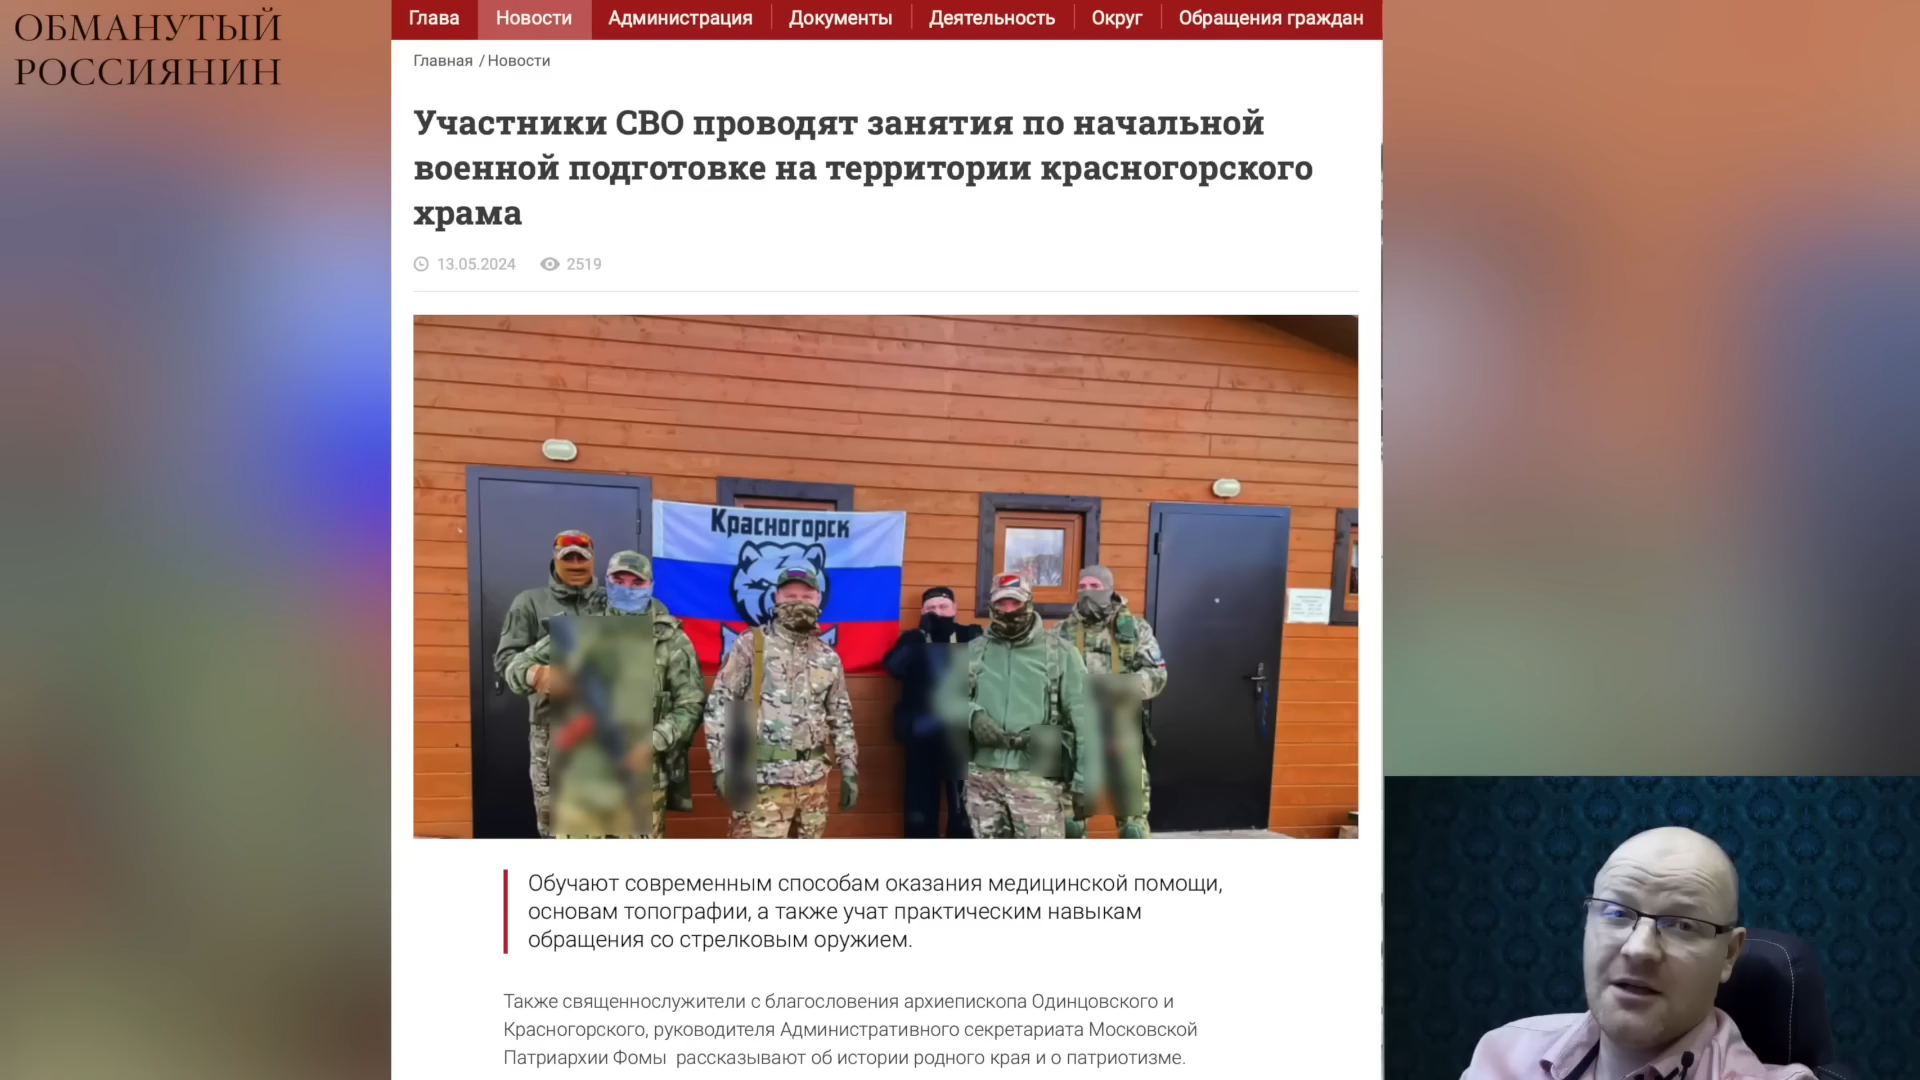 ОБМАНУТЫЙ
РОССИЯНИН
Глава Новости Администрация Документы Деятельность Округ Обращения граждан
Главная / Новости
Участники СВО проводят занятия по начальной
военной подготовке на территории красногорского
храма
13.05.2024 2519
Красногорск
Обучают современным способам оказания медицинской помощи,
основам топографии, а также учат практическим навыкам
обращения со стрелковым оружием.
Также священнослужители с благословения архиепископа Одинцовского и
Красногорского, руководителя Административного секретариата Московской
Патриархии Фомы рассказывают об истории родного края и о патриотизме.